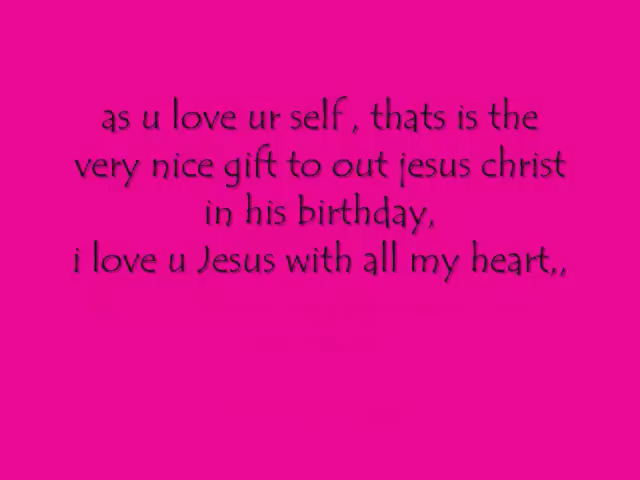 as u love ur self , thats is the
very nice gift to out jesus christ
in his birthday,
i love u Jesus with all my heart,,